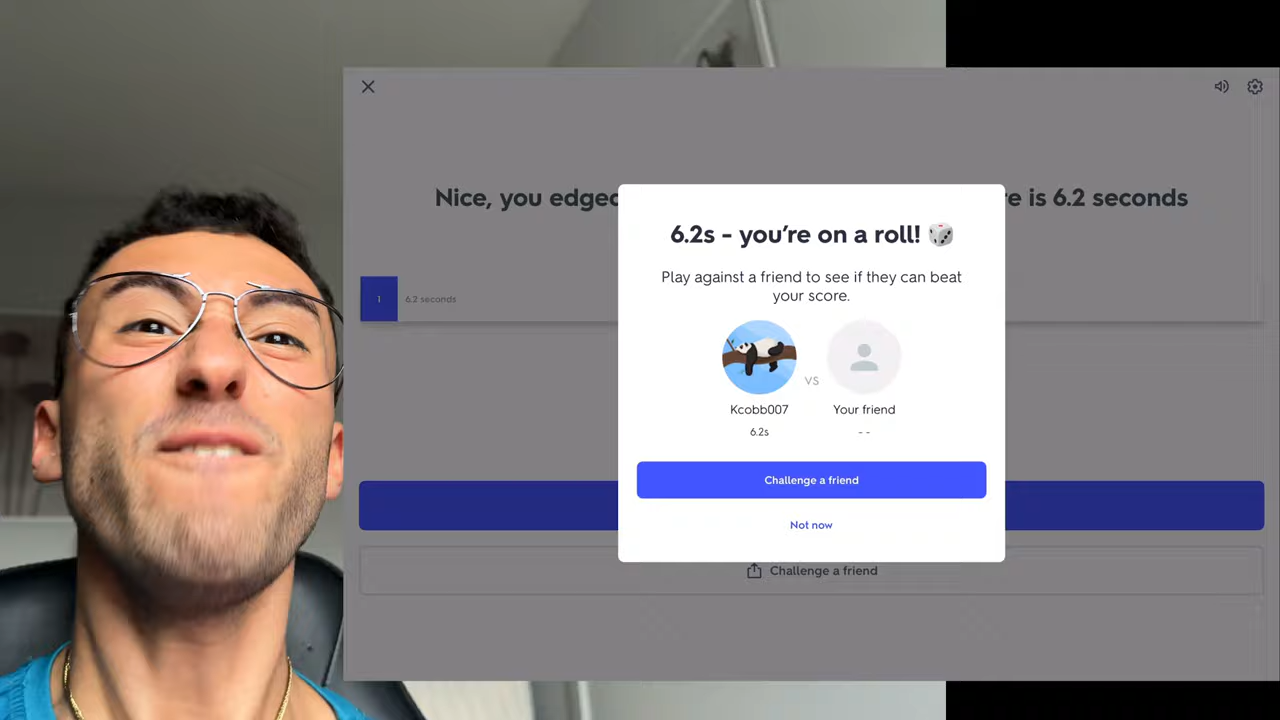 Nice, you edged
re is 6.2 seconds
6.2s – you're on a roll!
Play against a friend to see if they can beat
your score.
1
6.2 seconds
VS
Kcobb007
Your friend
6.2s
- -
Challenge a friend
Not now
Challenge a friend